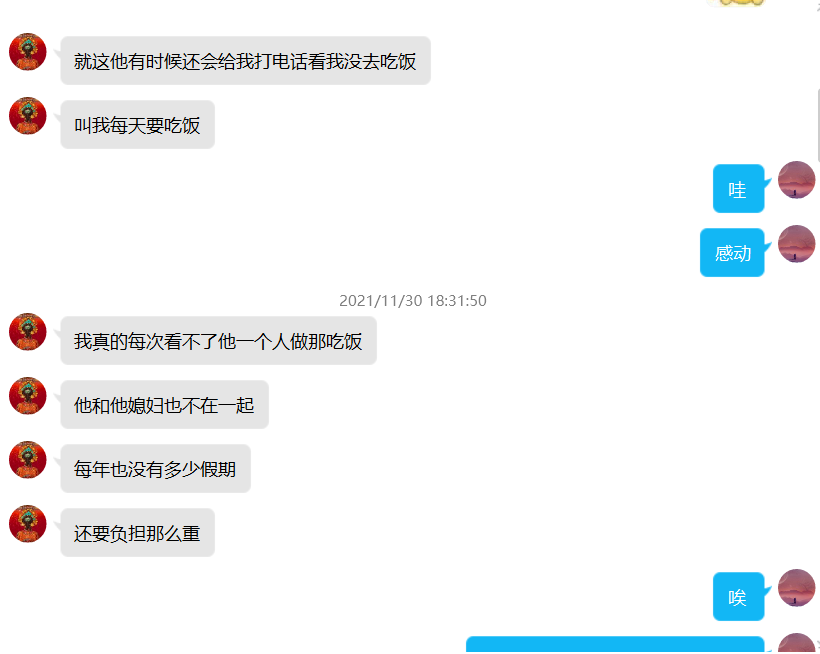 就这他有时候还会给我打电话看我没去吃饭
叫我每天要吃饭
哇
感动
2021/11/30 18:31:50
我真的每次看不了他一个人做那吃饭
他和他媳妇也不在一起
每年也没有多少假期
还要负担那么重
唉